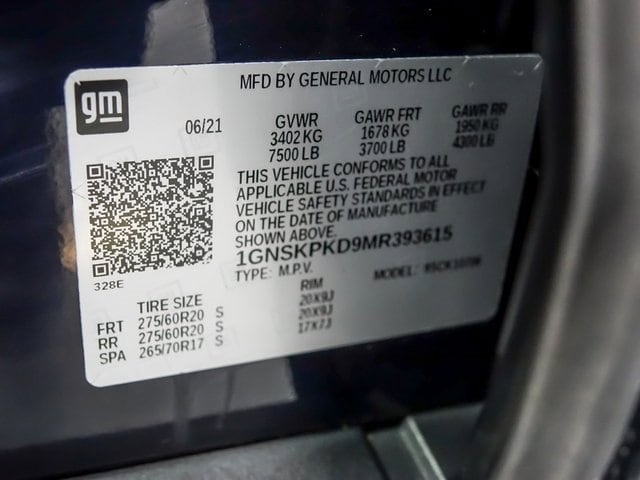 gm
MFD BY GENERAL MOTORS LLC
06/21
GVWR GAWR FRT GAWR RR
3402 KG 1678 KG 1950 KG
7500 LB 3700 LB 4300 LB
THIS VEHICLE CONFORMS TO ALL
APPLICABLE U.S. FEDERAL MOTOR
VEHICLE SAFETY STANDARDS IN EFFECT
ON THE DATE OF MANUFACTURE
SHOWN ABOVE.
1GNSKPKD9MR393615
TYPE: M.P.V. MODEL:
328E
TIRE SIZE RIM
FRT 275/60R20 S 20X9J
RR 275/60R20 S 20X9J
SPA 265/70R17 S 17X7J